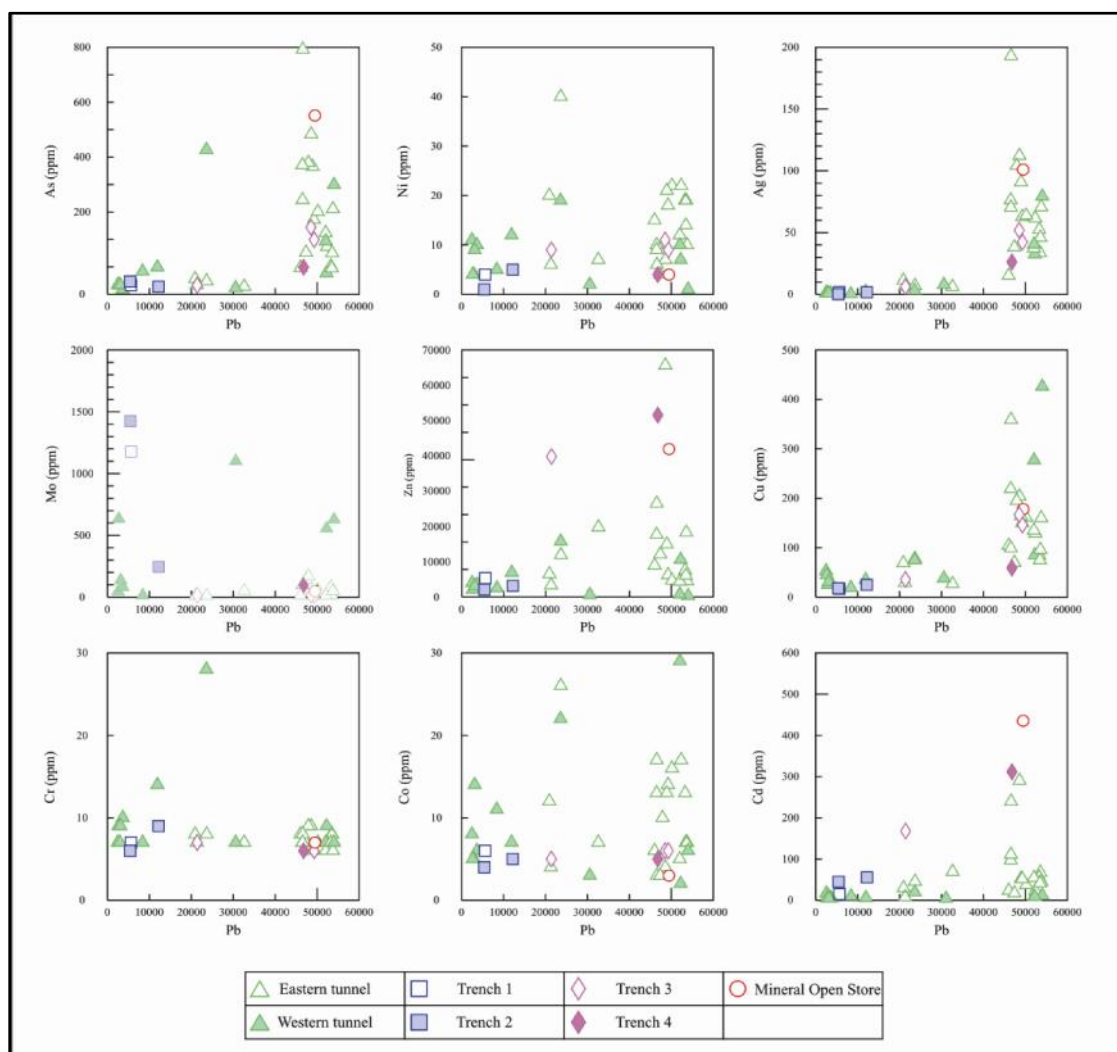 800
600
400
200
0
As (ppm)
0 10000 20000 30000 40000 50000 60000
Pb
50
40
30
20
10
0
Ni (ppm)
0 10000 20000 30000 40000 50000 60000
Pb
200
150
100
50
0
Ag (ppm)
0 10000 20000 30000 40000 50000 60000
Pb
2000
1500
1000
500
0
Mo (ppm)
0 10000 20000 30000 40000 50000 60000
Pb
70000
60000
50000
40000
30000
20000
10000
0
Zn (ppm)
0 10000 20000 30000 40000 50000 60000
Pb
500
400
300
200
100
0
Cu (ppm)
0 10000 20000 30000 40000 50000 60000
Pb
30
20
10
0
Cr (ppm)
0 10000 20000 30000 40000 50000 60000
Pb
30
20
10
0
Co (ppm)
0 10000 20000 30000 40000 50000 60000
Pb
600
500
400
300
200
100
0
Cd (ppm)
0 10000 20000 30000 40000 50000 60000
Pb
Eastern tunnel Trench 1 Trench 3 Mineral Open Store
Western tunnel Trench 2 Trench 4